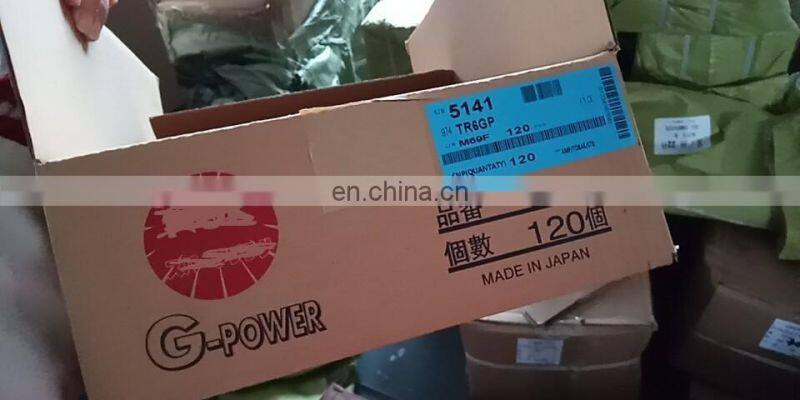 5141
TR6GP
M69F 120
120
en.china.cn
品番
個數 120個
MADE IN JAPAN
G-POWER